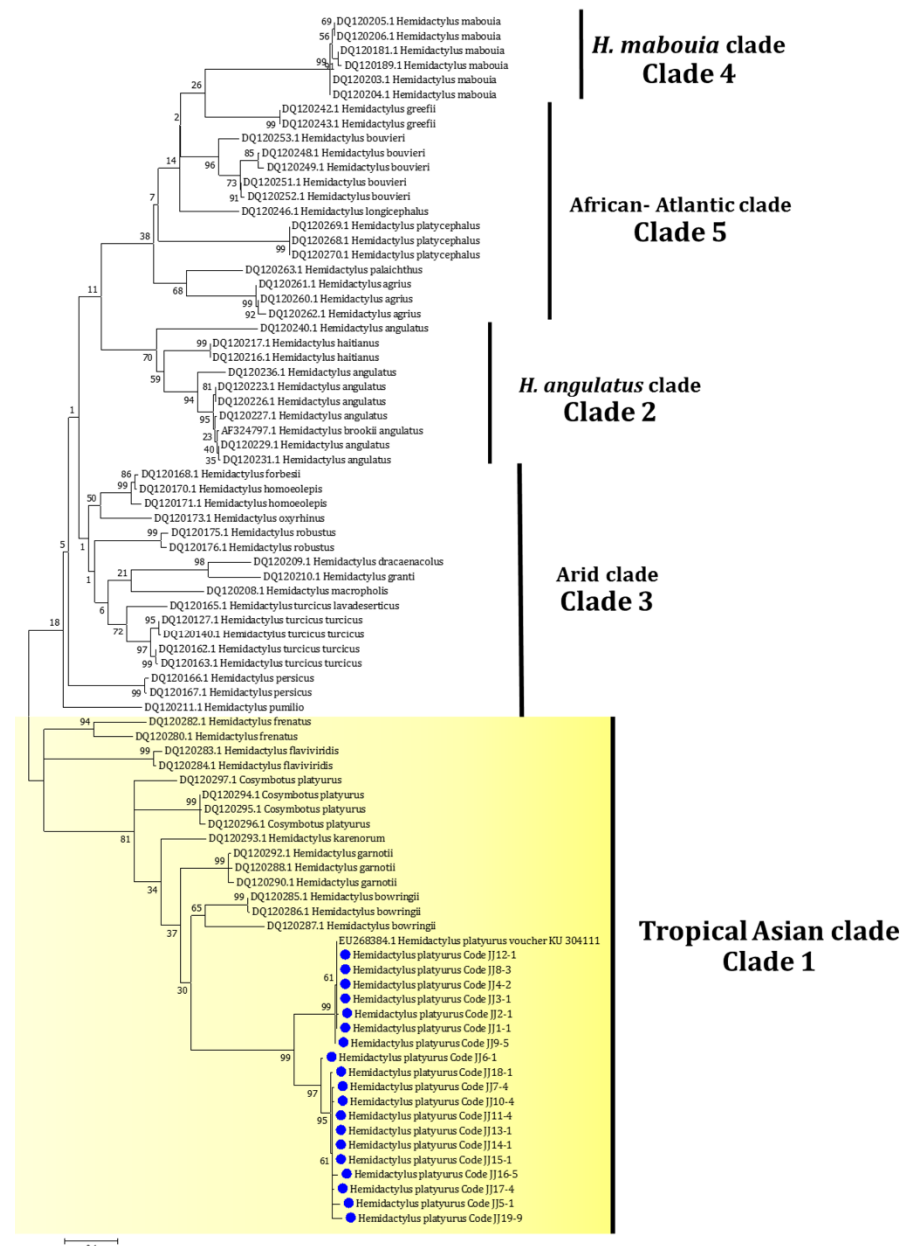 69 DQ120205.1 Hemidactylus mabouia
56 DQ120206.1 Hemidactylus mabouia
DQ120181.1 Hemidactylus mabouia
99 91 DQ120189.1 Hemidactylus mabouia
DQ120203.1 Hemidactylus mabouia
DQ120204.1 Hemidactylus mabouia
H. mabouia clade
Clade 4
26
DQ120242.1 Hemidactylus greefii
99 DQ120243.1 Hemidactylus greefii
2
DQ120253.1 Hemidactylus bouvieri
85 DQ120248.1 Hemidactylus bouvieri
96 DQ120249.1 Hemidactylus bouvieri
73 DQ120251.1 Hemidactylus bouvieri
91 DQ120252.1 Hemidactylus bouvieri
14
DQ120246.1 Hemidactylus longicephalus
7
DQ120269.1 Hemidactylus platycephalus
DQ120268.1 Hemidactylus platycephalus
99 DQ120270.1 Hemidactylus platycephalus
38
DQ120263.1 Hemidactylus palaichthus
68 DQ120261.1 Hemidactylus agrius
99 DQ120260.1 Hemidactylus agrius
92 DQ120262.1 Hemidactylus agrius
African- Atlantic clade
Clade 5
11
DQ120240.1 Hemidactylus angulatus
99 DQ120217.1 Hemidactylus haitianus
70 DQ120216.1 Hemidactylus haitianus
59 DQ120236.1 Hemidactylus angulatus
81 DQ120223.1 Hemidactylus angulatus
94 DQ120226.1 Hemidactylus angulatus
95 DQ120227.1 Hemidactylus angulatus
23 AF324797.1 Hemidactylus brookii angulatus
40 DQ120229.1 Hemidactylus angulatus
35 DQ120231.1 Hemidactylus angulatus
H. angulatus clade
Clade 2
1
86 DQ120168.1 Hemidactylus forbesii
99 DQ120170.1 Hemidactylus homoeolepis
50 DQ120171.1 Hemidactylus homoeolepis
DQ120173.1 Hemidactylus oxyrhinus
99 DQ120175.1 Hemidactylus robustus
5 1 DQ120176.1 Hemidactylus robustus
98 DQ120209.1 Hemidactylus dracaenacolus
1 21 DQ120210.1 Hemidactylus granti
DQ120208.1 Hemidactylus macropholis
6 DQ120165.1 Hemidactylus turcicus lavadeserticus
95 DQ120127.1 Hemidactylus turcicus turcicus
72 DQ120140.1 Hemidactylus turcicus turcicus
97 DQ120162.1 Hemidactylus turcicus turcicus
99 DQ120163.1 Hemidactylus turcicus turcicus
18
DQ120166.1 Hemidactylus persicus
99 DQ120167.1 Hemidactylus persicus
DQ120211.1 Hemidactylus pumilio
Arid clade
Clade 3
94 DQ120282.1 Hemidactylus frenatus
DQ120280.1 Hemidactylus frenatus
99 DQ120283.1 Hemidactylus flaviviridis
DQ120284.1 Hemidactylus flaviviridis
DQ120297.1 Cosymbotus platyurus
99 DQ120294.1 Cosymbotus platyurus
DQ120295.1 Cosymbotus platyurus
DQ120296.1 Cosymbotus platyurus
81 DQ120293.1 Hemidactylus karenorum
DQ120292.1 Hemidactylus garnotii
99 DQ120288.1 Hemidactylus garnotii
34 DQ120290.1 Hemidactylus garnotii
99 DQ120285.1 Hemidactylus bowringii
65 DQ120286.1 Hemidactylus bowringii
37 DQ120287.1 Hemidactylus bowringii
EU268384.1 Hemidactylus platyurus voucher KU 304111
Hemidactylus platyurus Code JJ12-1
61 Hemidactylus platyurus Code JJ8-3
30 Hemidactylus platyurus Code JJ4-2
Hemidactylus platyurus Code JJ3-1
99 Hemidactylus platyurus Code JJ2-1
Hemidactylus platyurus Code JJ1-1
Hemidactylus platyurus Code JJ9-5
99 Hemidactylus platyurus Code JJ6-1
Hemidactylus platyurus Code JJ18-1
97 Hemidactylus platyurus Code JJ7-4
Hemidactylus platyurus Code JJ10-4
95 Hemidactylus platyurus Code JJ11-4
Hemidactylus platyurus Code JJ13-1
Hemidactylus platyurus Code JJ14-1
61 Hemidactylus platyurus Code JJ15-1
Hemidactylus platyurus Code JJ16-5
Hemidactylus platyurus Code JJ17-4
Hemidactylus platyurus Code JJ5-1
Hemidactylus platyurus Code JJ19-9
Tropical Asian clade
Clade 1